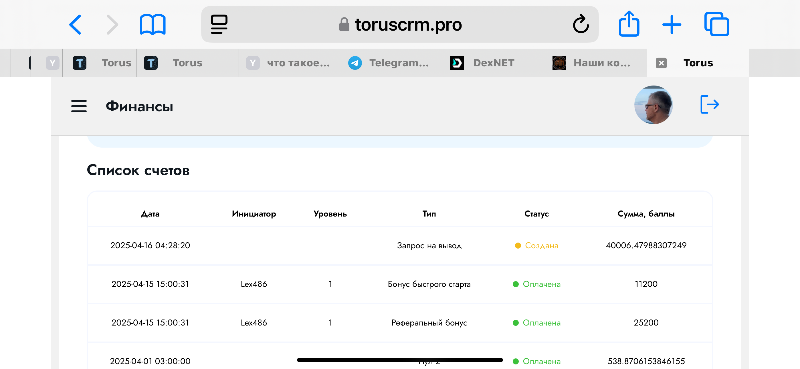 toruscrm.pro
Y T Torus T Torus Y что такое... Telegram... DexNET Наши ко... Torus
Финансы
Список счетов
Дата Инициатор Уровень Тип Статус Сумма, баллы
2025-04-16 04:28:20 Запрос на вывод Создана 40006.47988307249
2025-04-15 15:00:31 Lex486 1 Бонус быстрого старта Оплачена 11200
2025-04-15 15:00:31 Lex486 1 Реферальный бонус Оплачена 25200
2025-04-01 03:00:00 Оплачена 538.8706153846155